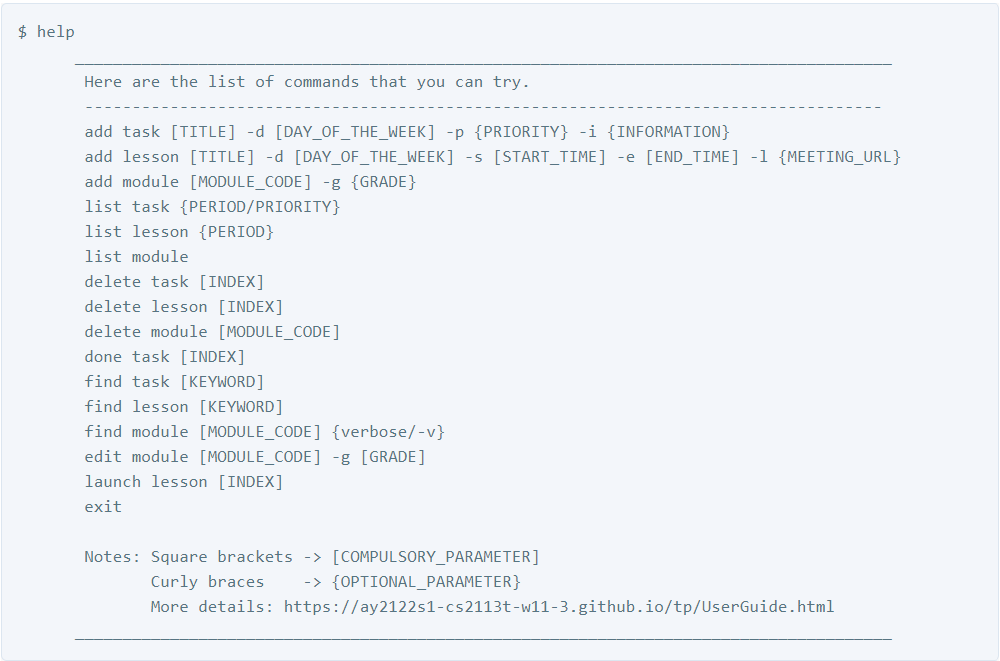 $ help
____________________________________________________________________________________
Here are the list of commands that you can try.
------------------------------------------------------------------------------------
add task [TITLE] -d [DAY_OF_THE_WEEK] -p {PRIORITY} -i {INFORMATION}
add lesson [TITLE] -d [DAY_OF_THE_WEEK] -s [START_TIME] -e [END_TIME] -l {MEETING_URL}
add module [MODULE_CODE] -g {GRADE}
list task {PERIOD/PRIORITY}
list lesson {PERIOD}
list module
delete task [INDEX]
delete lesson [INDEX]
delete module [MODULE_CODE]
done task [INDEX]
find task [KEYWORD]
find lesson [KEYWORD]
find module [MODULE_CODE] {verbose/-v}
edit module [MODULE_CODE] -g [GRADE]
launch lesson [INDEX]
exit
Notes: Square brackets -> [COMPULSORY_PARAMETER]
Curly braces    -> {OPTIONAL_PARAMETER}
More details: https://ay2122s1-cs2113t-w11-3.github.io/tp/UserGuide.html
____________________________________________________________________________________